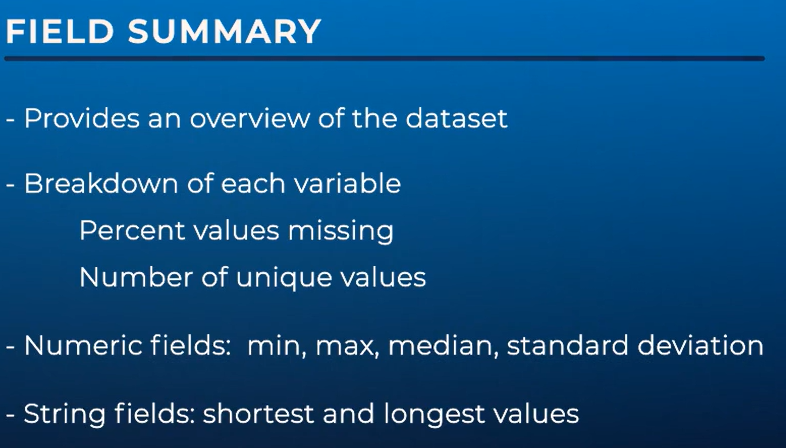 FIELD SUMMARY
- Provides an overview of the dataset
- Breakdown of each variable
Percent values missing
Number of unique values
- Numeric fields:  min, max, median, standard deviation
- String fields: shortest and longest values